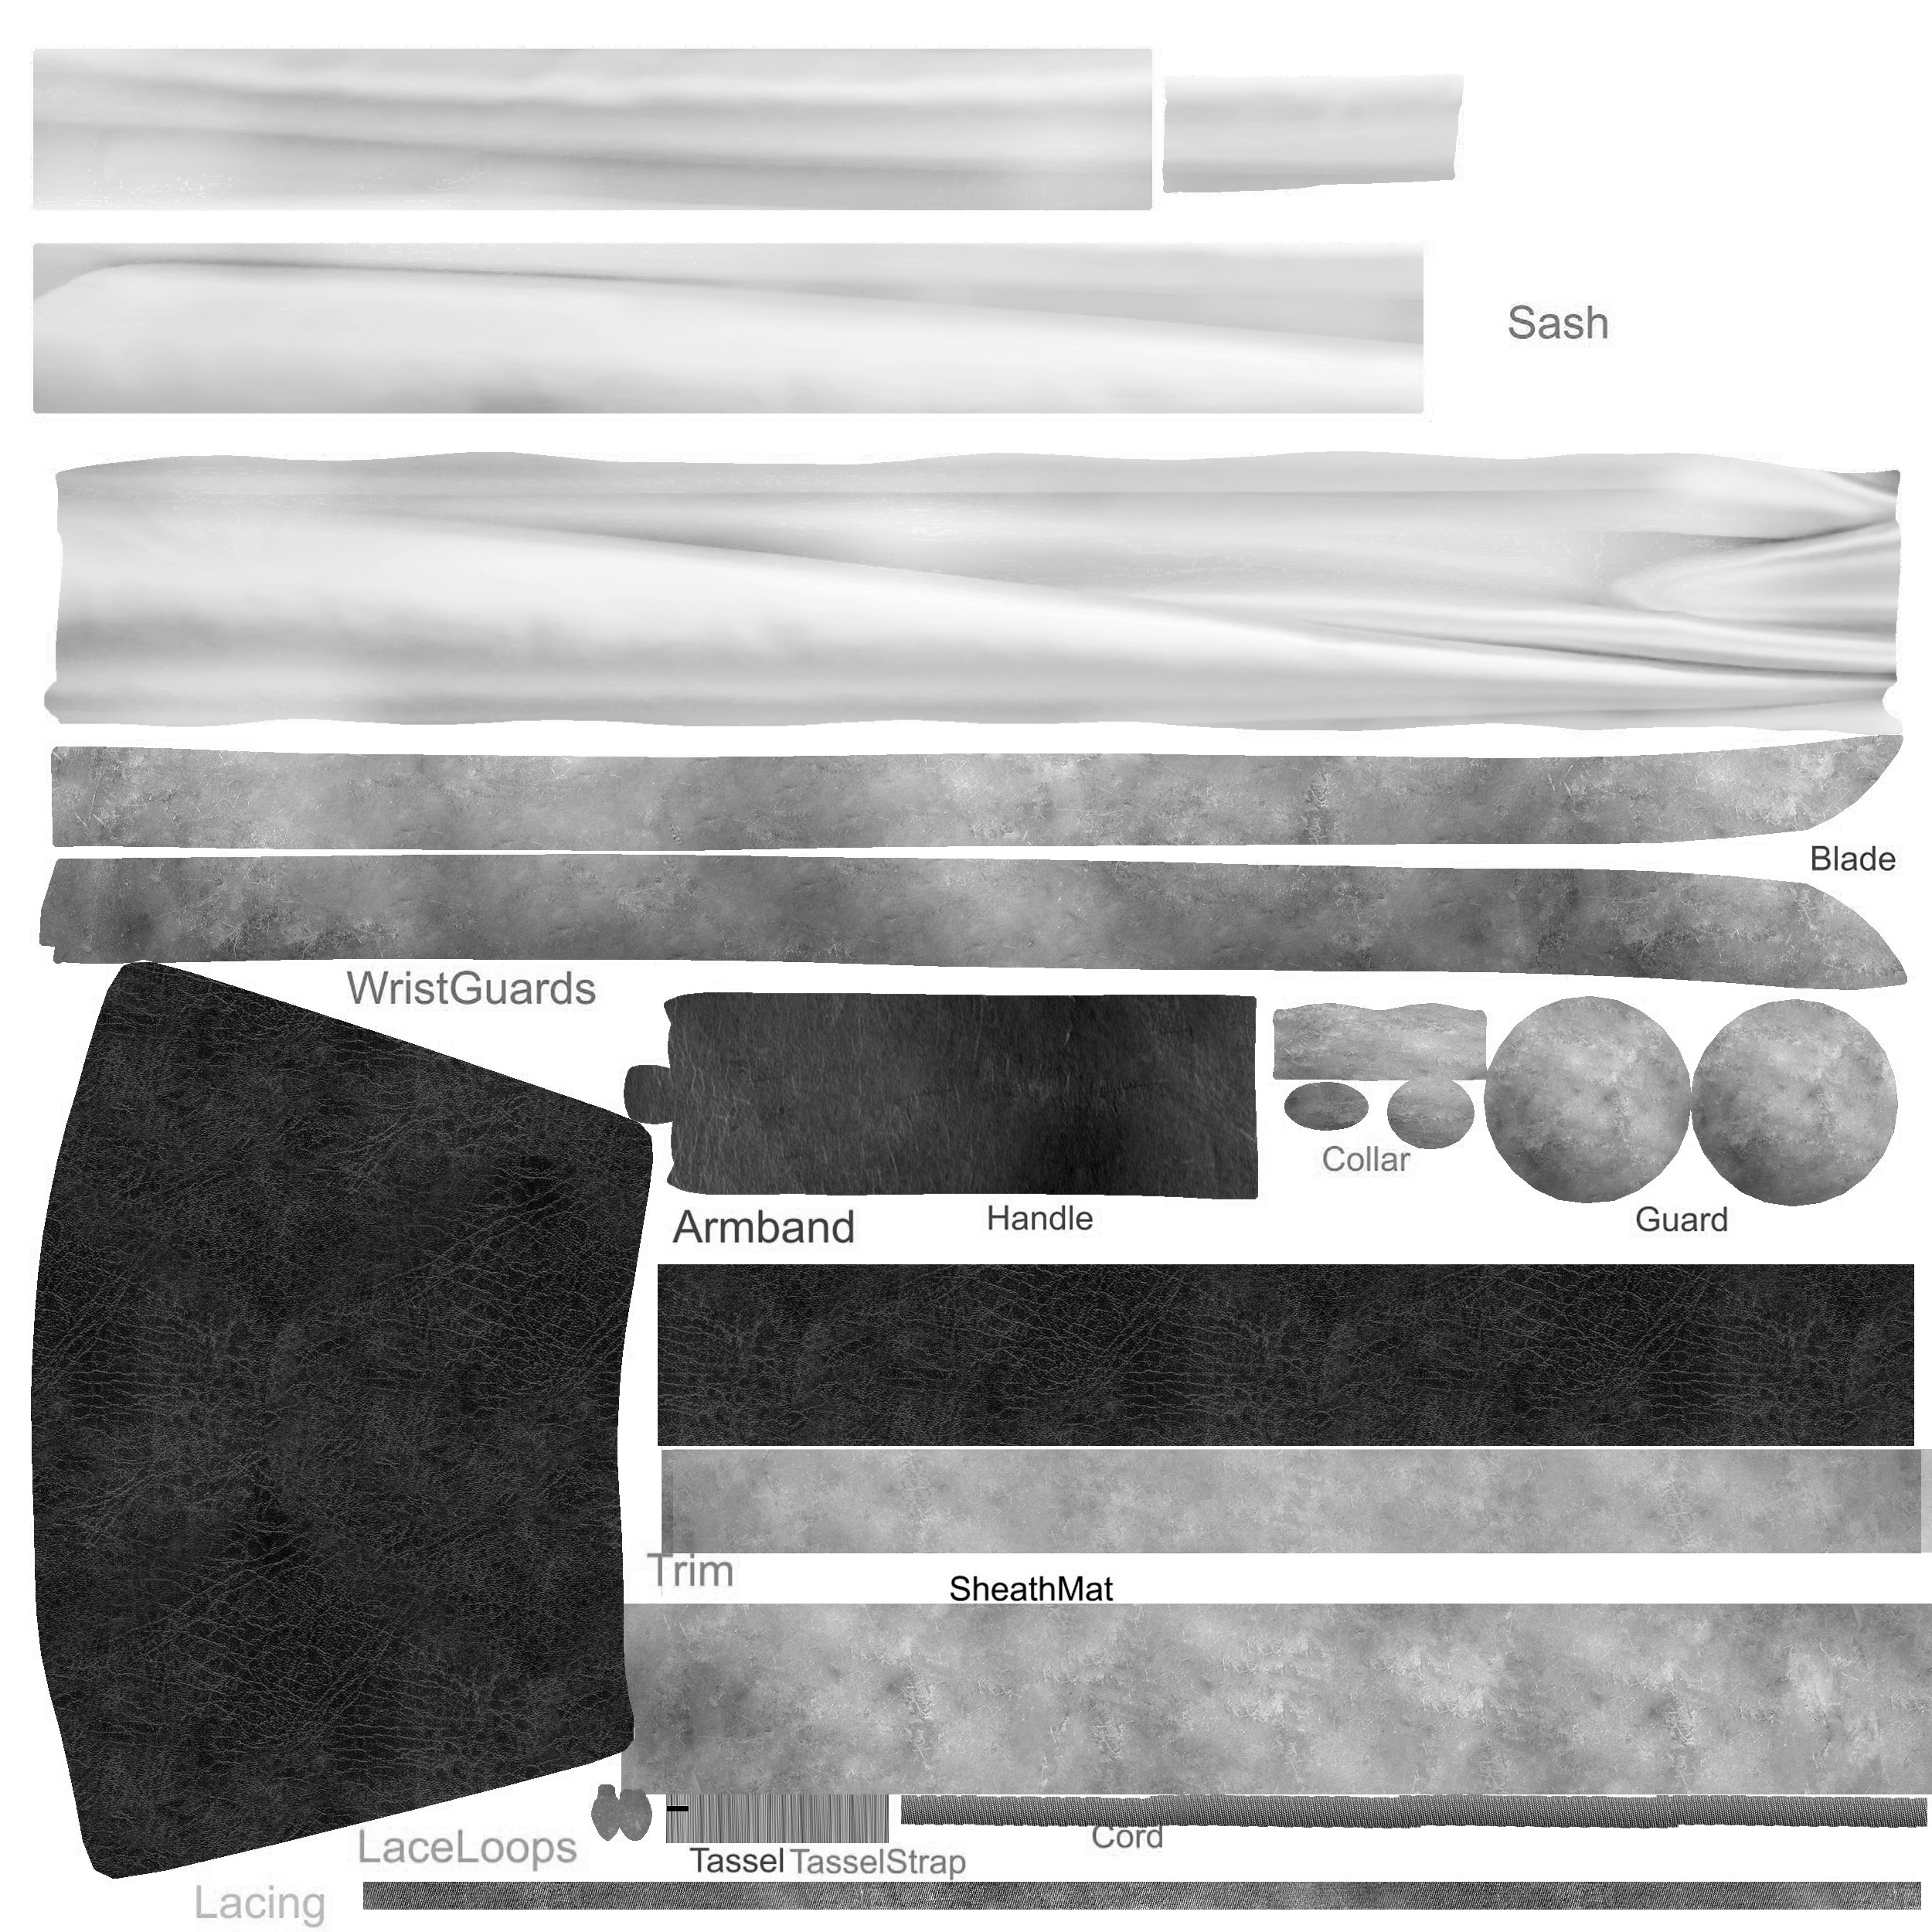 Sash
Blade
WristGuards
Collar
Armband
Handle
Guard
Trim
SheathMat
LaceLoops
Cord
Tassel TasselStrap
Lacing